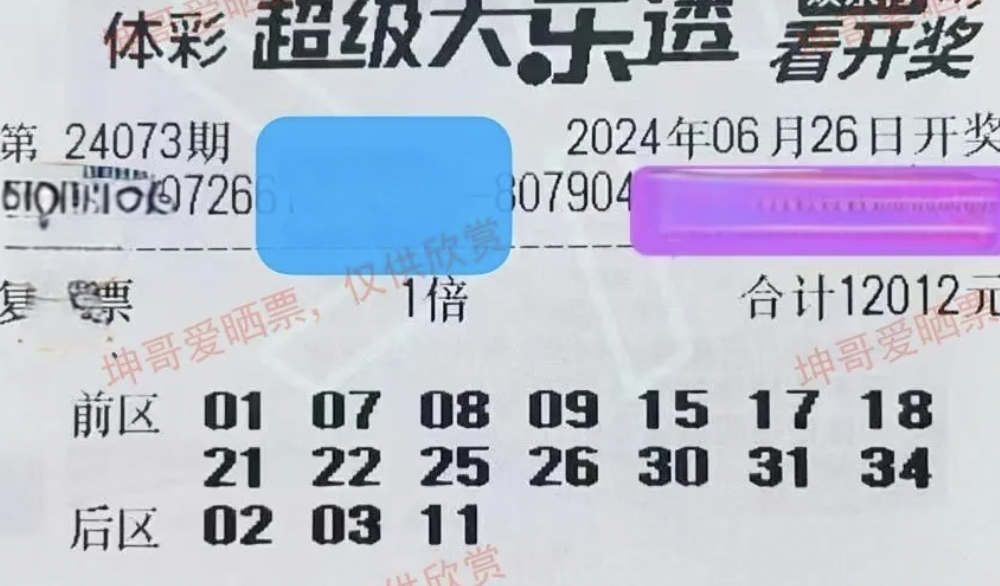 体彩 超级大乐透 看开奖
第 24073期 2024年06月26日开奖
97266 -807904
复 票 1倍 合计12012元
坤哥爱晒票，仅供欣赏
坤哥爱晒票
前区 01 07 08 09 15 17 18
21 22 25 26 30 31 34
后区 02 03 11
供欣赏